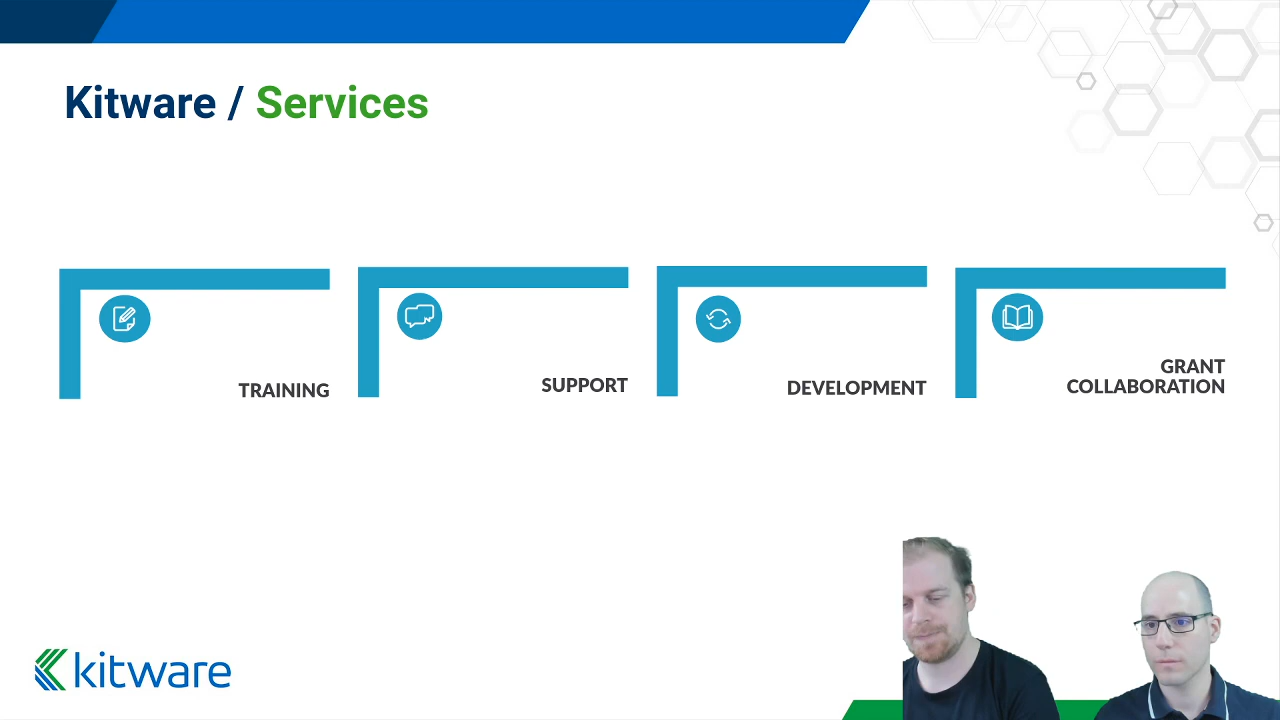 Kitware / Services
TRAINING
SUPPORT
DEVELOPMENT
GRANT
COLLABORATION
kitware